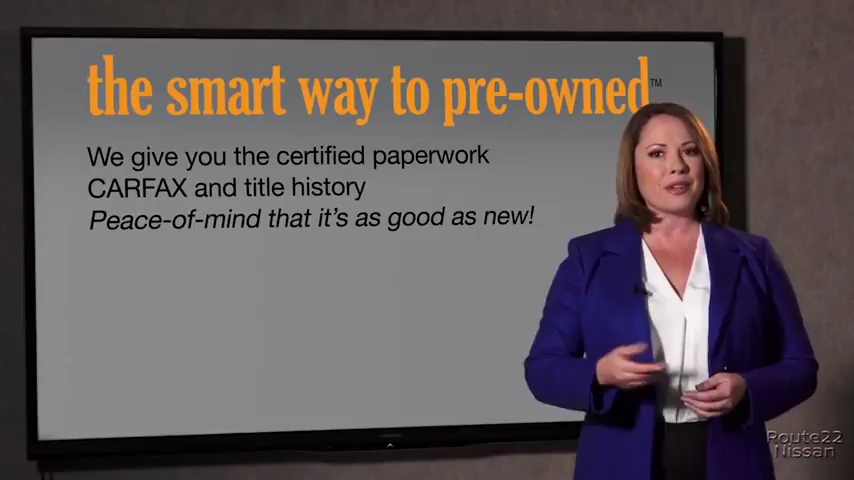 the smart way to pre-owned™
We give you the certified paperwork
CARFAX and title history
Peace-of-mind that it's as good as new!
Route22
Nissan